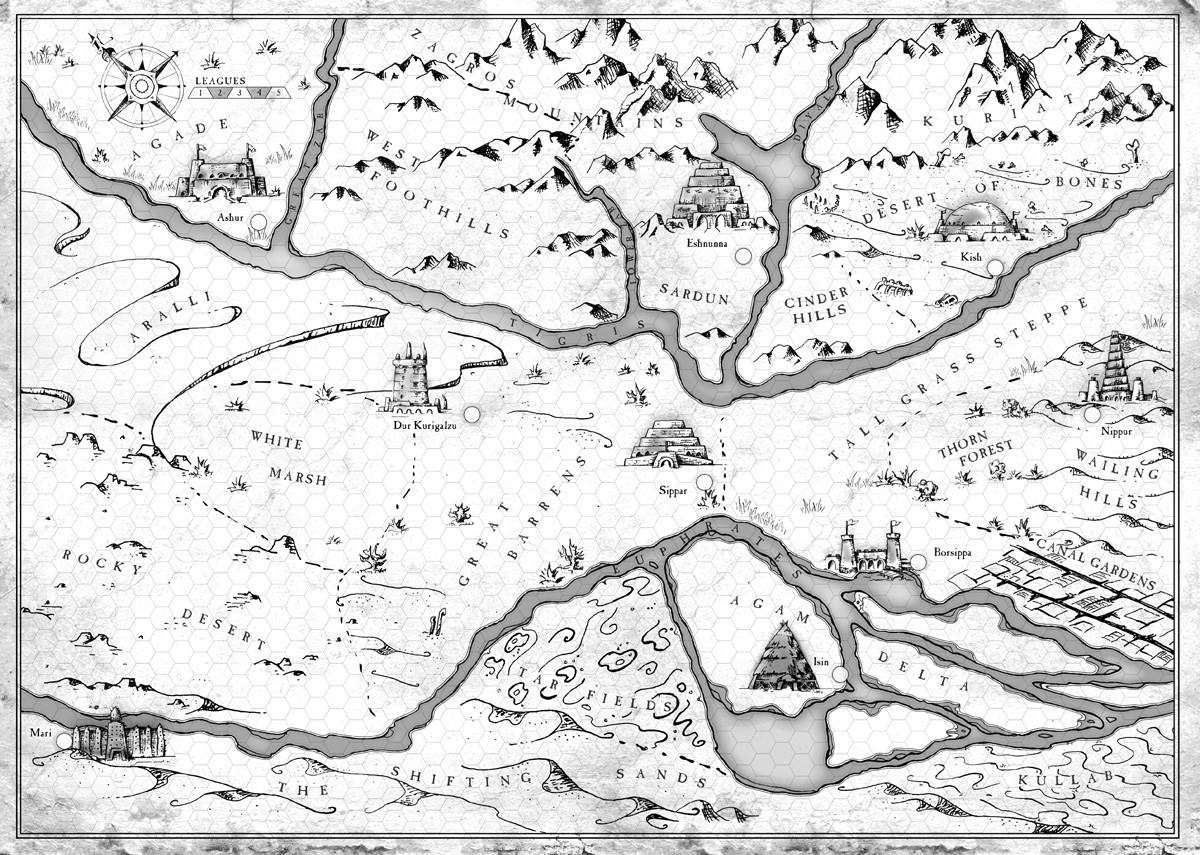 LEAGUES
1 2 3 4 5
AGADE
ZAGROS
MOUNTAINS
KURIAT
WEST
FOOTHILLS
DESERT OF BONES
Ashur
Eshnunna
Kish
SARDUN
CINDER
HILLS
ARALLI
TIGRIS
Dur Kurigalzu
TALL GRASS STEPPE
Nippur
WHITE
MARSH
THORN
FOREST
WAILING
HILLS
Sippar
GREAT
BARRENS
EUPHRATES
Borsippa
CANAL GARDENS
ROCKY
DESERT
AGAM
Isin
DELTA
TAR FIELDS
Mari
THE SHIFTING SANDS
KULLAB